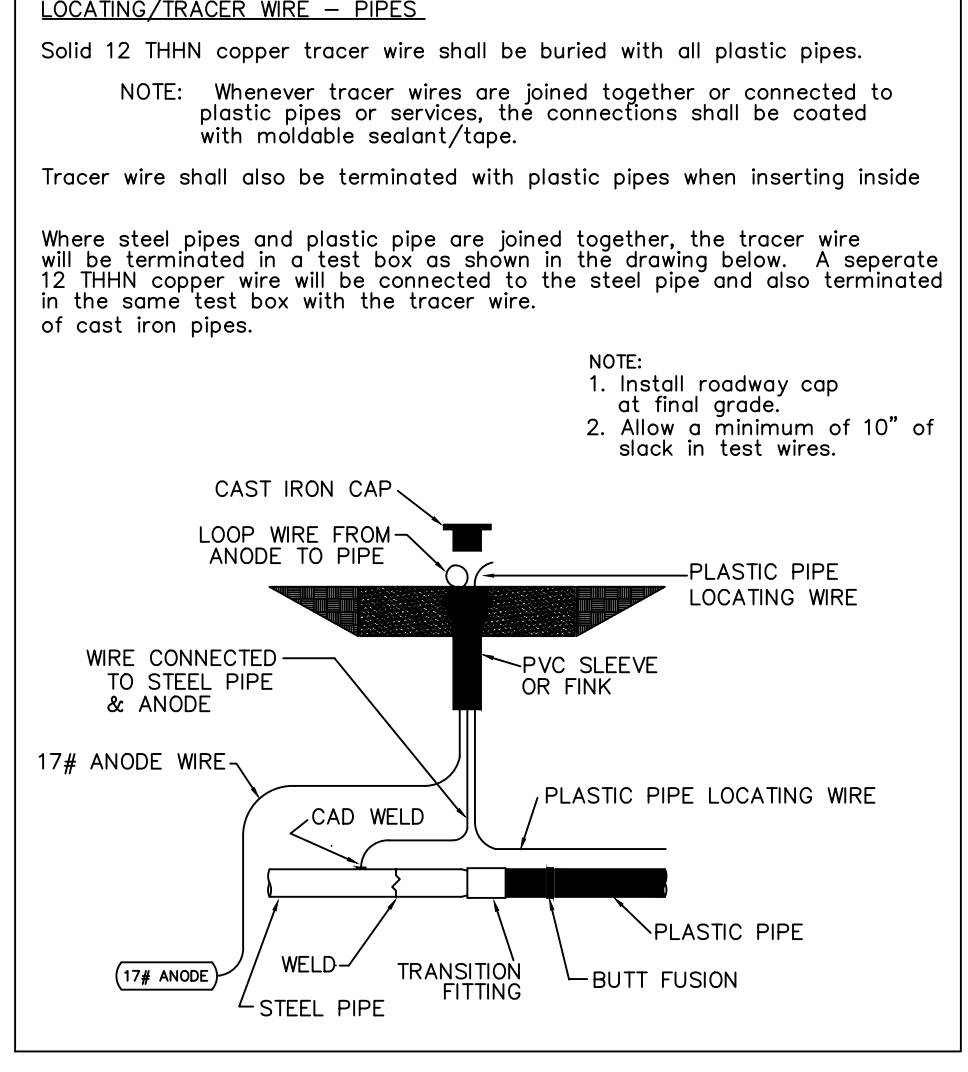 LOCATING/TRACER WIRE – PIPES
Solid 12 THHN copper tracer wire shall be buried with all plastic pipes.
NOTE: Whenever tracer wires are joined together or connected to
plastic pipes or services, the connections shall be coated
with moldable sealant/tape.
Tracer wire shall also be terminated with plastic pipes when inserting inside
Where steel pipes and plastic pipe are joined together, the tracer wire
will be terminated in a test box as shown in the drawing below. A seperate
12 THHN copper wire will be connected to the steel pipe and also terminated
in the same test box with the tracer wire.
of cast iron pipes.
NOTE:
1. Install roadway cap
at final grade.
2. Allow a minimum of 10" of
slack in test wires.
CAST IRON CAP
LOOP WIRE FROM
ANODE TO PIPE
PLASTIC PIPE
LOCATING WIRE
WIRE CONNECTED
TO STEEL PIPE
& ANODE
PVC SLEEVE
OR FINK
17# ANODE WIRE
PLASTIC PIPE LOCATING WIRE
CAD WELD
PLASTIC PIPE
WELD
TRANSITION
FITTING
BUTT FUSION
17# ANODE
STEEL PIPE